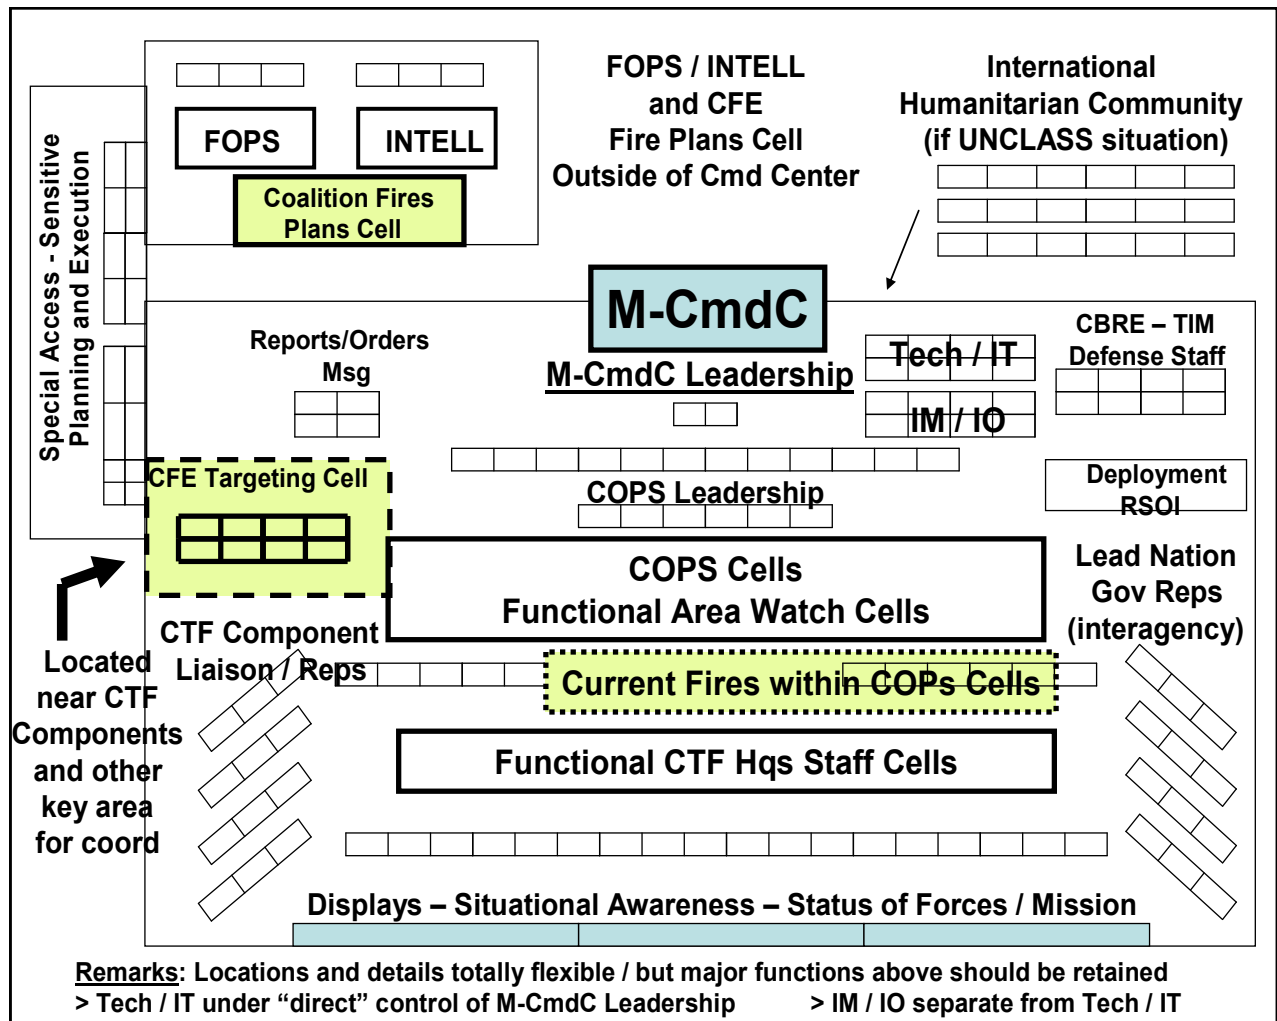 FOPS / INTELL
and CFE
Fire Plans Cell
Outside of Cmd Center
International
Humanitarian Community
(if UNCLASS situation)
FOPS
INTELL
Coalition Fires
Plans Cell
Special Access - Sensitive
Planning and Execution
M-CmdC
M-CmdC Leadership
Reports/Orders
Msg
Tech / IT
IM / IO
CBRE – TIM
Defense Staff
CFE Targeting Cell
COPS Leadership
Deployment
RSOI
COPS Cells
Functional Area Watch Cells
Lead Nation
Gov Reps
(interagency)
CTF Component
Liaison / Reps
Located
near CTF
Components
and other
key area
for coord
Current Fires within COPs Cells
Functional CTF Hqs Staff Cells
Displays – Situational Awareness – Status of Forces / Mission
Remarks: Locations and details totally flexible / but major functions above should be retained
> Tech / IT under “direct” control of M-CmdC Leadership > IM / IO separate from Tech / IT